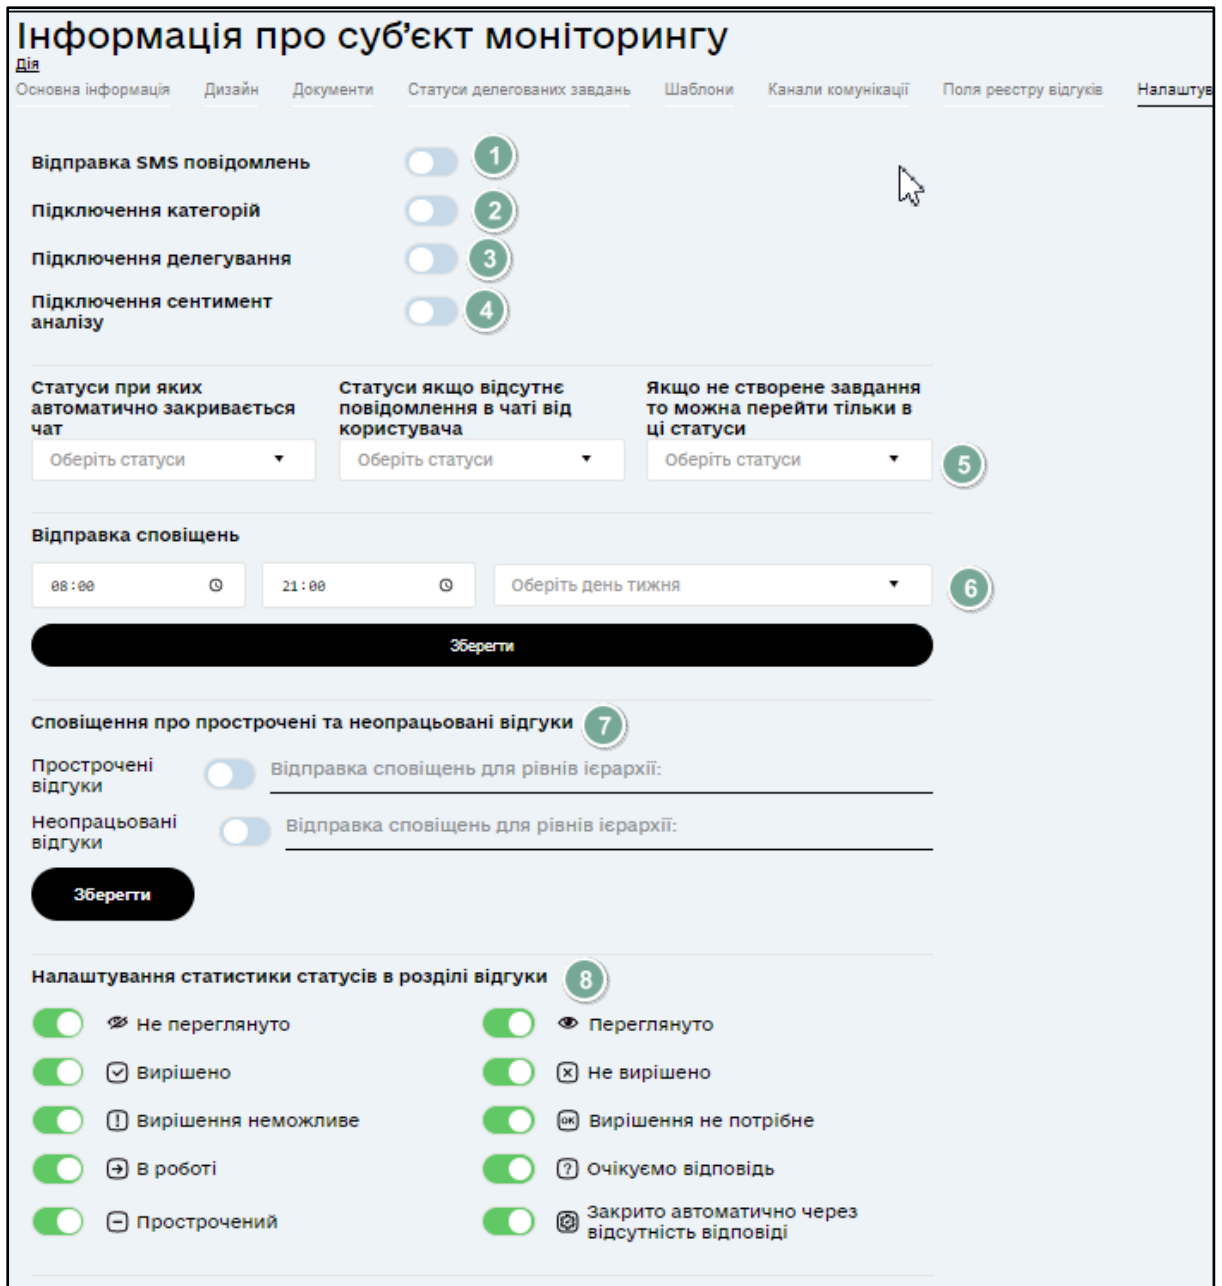 Інформація про суб’єкт моніторингу
Дія
Основна інформація Дизайн Документи Статуси делегованих завдань Шаблони Канали комунікації Поля реєстру відгуків Налаштув
Відправка SMS повідомлень 1
Підключення категорій 2
Підключення делегування 3
Підключення сентимент
аналізу 4
Статуси при яких
автоматично закривається
чат
Статуси якщо відсутнє
повідомлення в чаті від
користувача
Якщо не створене завдання
то можна перейти тільки в
ці статуси
Оберіть статуси Оберіть статуси Оберіть статуси 5
Відправка сповіщень
08:00 21:00 Оберіть день тижня 6
Зберегти
Сповіщення про прострочені та неопрацьовані відгуки 7
Прострочені
відгуки
Відправка сповіщень для рівнів ієрархії:
Неопрацьовані
відгуки
Відправка сповіщень для рівнів ієрархії:
Зберегти
Налаштування статистики статусів в розділі відгуки 8
Не переглянуто Переглянуто
Вирішено Не вирішено
Вирішення неможливе OK Вирішення не потрібне
В роботі ? Очікуємо відповідь
Прострочений
Закрито автоматично через
відсутність відповіді